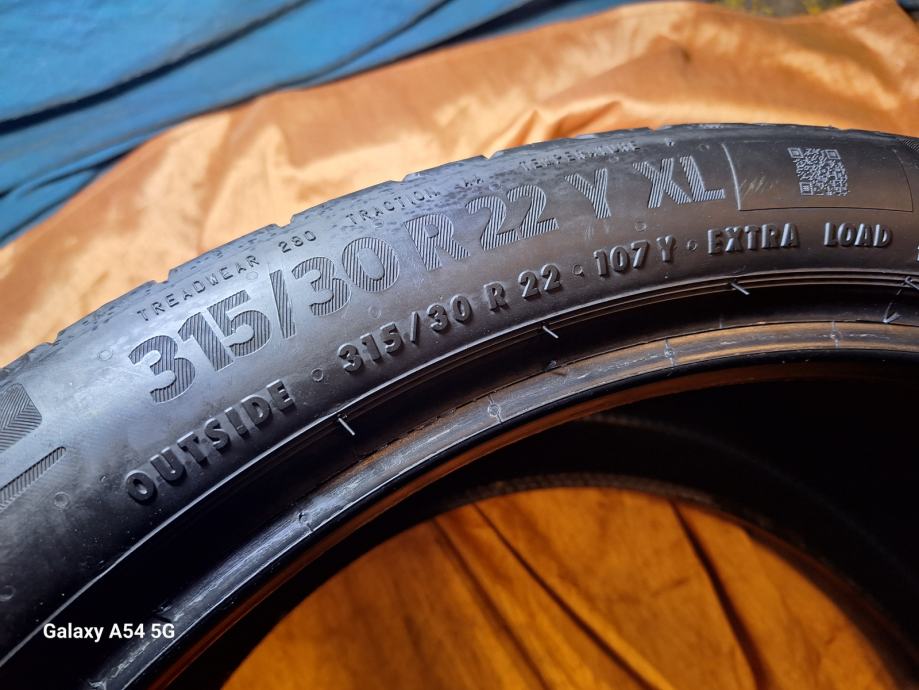 TREADWEAR 280 TRACTION AA TEMPERATURE A
315/30 R 22 Y XL
OUTSIDE • 315/30 R 22 • 107 Y • EXTRA LOAD
Galaxy A54 5G